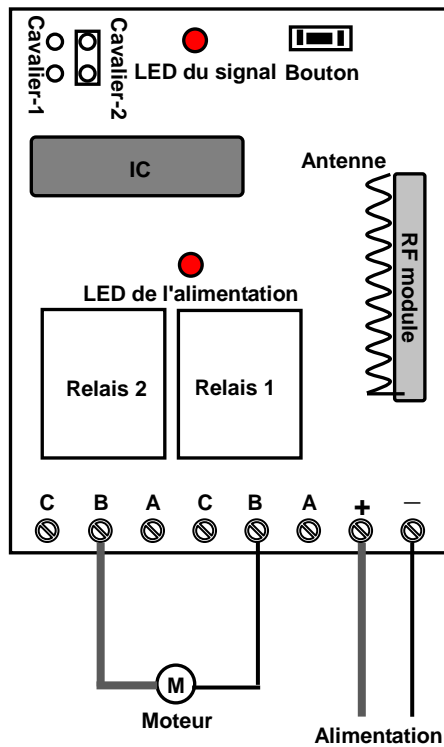 Cavalier-1
Cavalier-2
LED du signal
Bouton
IC
Antenne
RF module
LED de l'alimentation
Relais 2
Relais 1
C B A C B A + –
M
Moteur
Alimentation